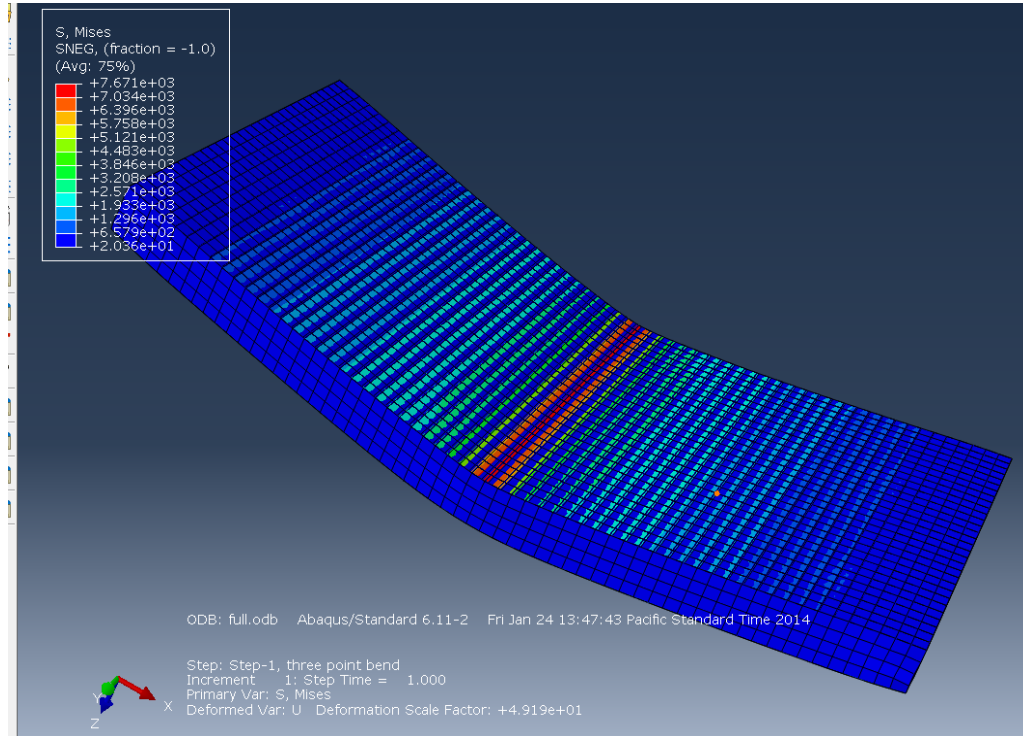 S, Mises
SNEG, (fraction = -1.0)
(Avg: 75%)
+7.671e+03
+7.034e+03
+6.396e+03
+5.758e+03
+5.121e+03
+4.483e+03
+3.846e+03
+3.208e+03
+2.571e+03
+1.933e+03
+1.296e+03
+6.579e+02
+2.036e+01
ODB: full.odb Abaqus/Standard 6.11-2 Fri Jan 24 13:47:43 Pacific Standard Time 2014
Step: Step-1, three point bend
Increment 1: Step Time = 1.000
Primary Var: S, Mises
Deformed Var: U Deformation Scale Factor: +4.919e+01
Y
X
Z